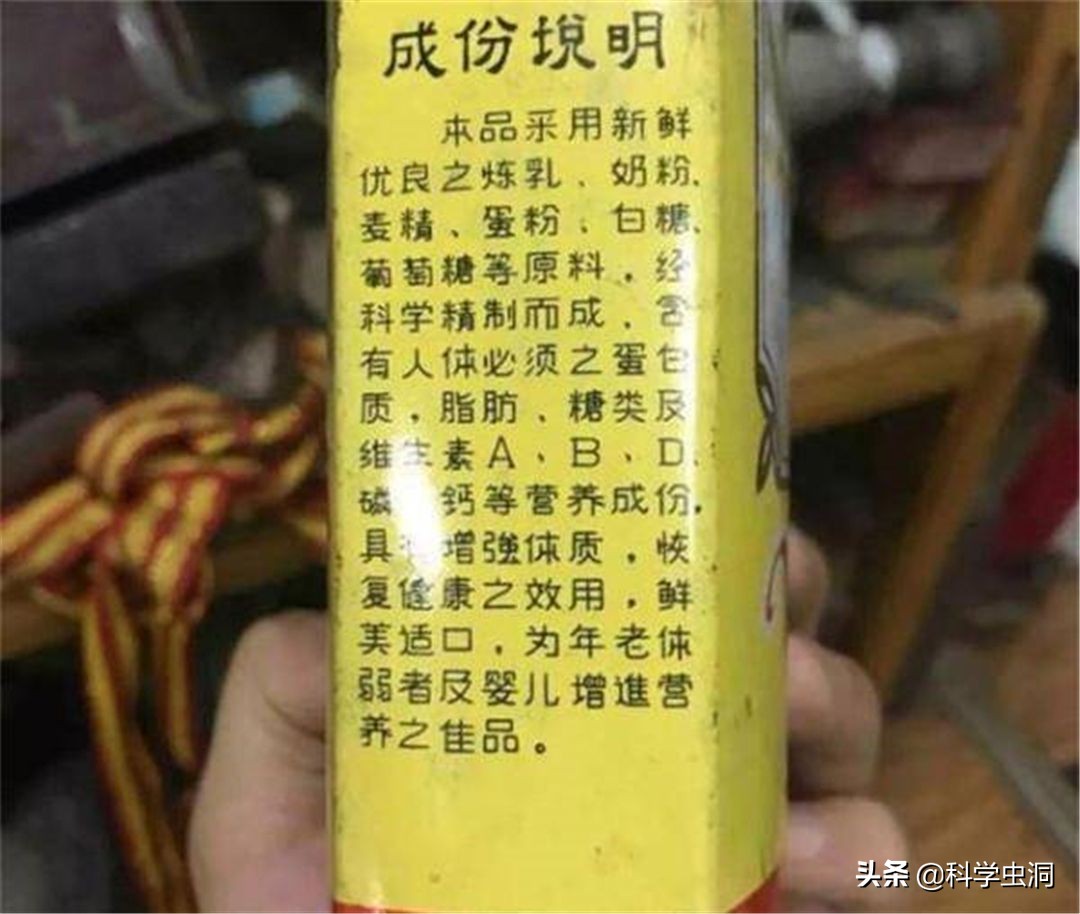 成份説明
本品采用新鲜
优良之炼乳、奶粉、
麦精、蛋粉、白糖、
葡萄糖等原料，经
科学精制而成，含
有人体必须之蛋白
质，脂肪、糖类及
维生素A、B、D、
磷 钙等营养成份，
具 增强体质，恢
复健康之效用，鲜
美适口，为年老体
弱者及婴儿增進营
养之佳品。
头条 @科学虫洞